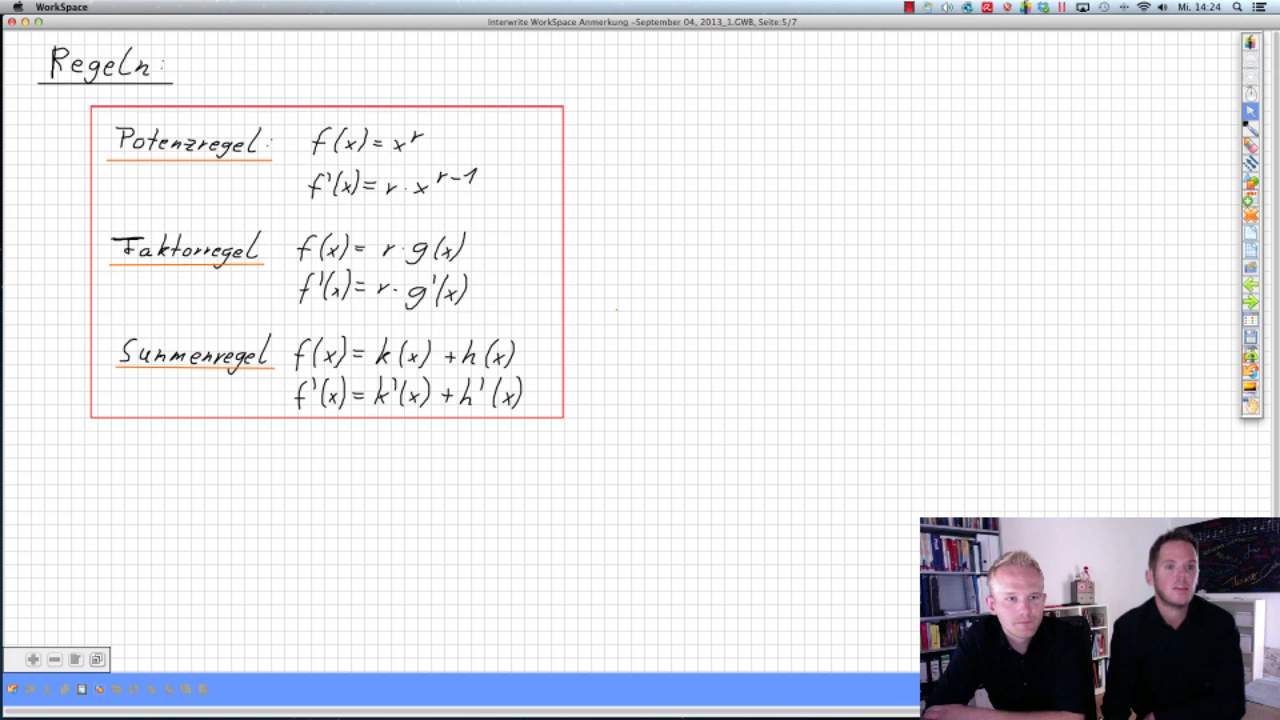 WorkSpace
Mi. 14:24
Interwrite WorkSpace Anmerkung -September 04, 2013_1.GWB, Seite:5/7
Regeln:
Potenzregel: f(x) = x^r
f'(x) = r · x^{r-1}
Faktorregel f(x) = r · g(x)
f'(x) = r · g'(x)
Summenregel f(x) = k(x) + h(x)
f'(x) = k'(x) + h'(x)